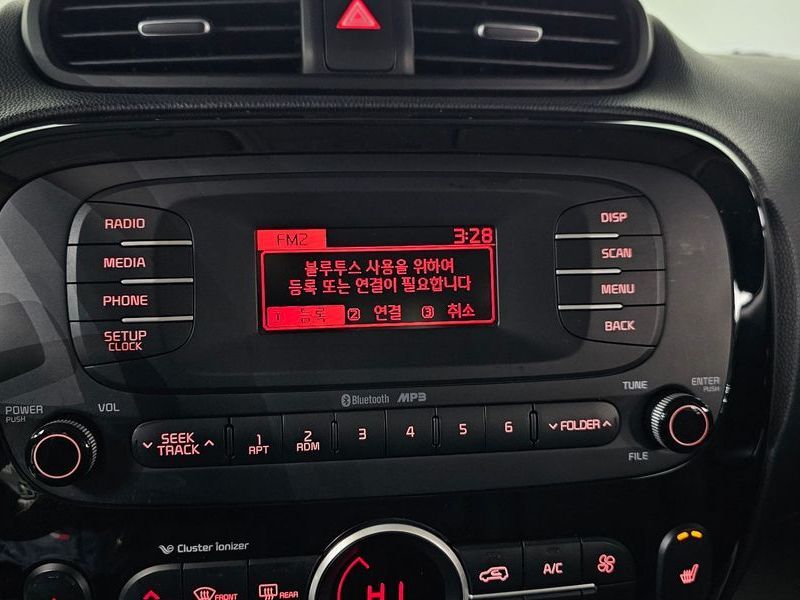 RADIO
MEDIA
PHONE
SETUP
CLOCK
FM2
3:28
블루투스 사용을 위하여
등록 또는 연결이 필요합니다
1 등록 2 연결 3 취소
DISP
SCAN
MENU
BACK
POWER
PUSH
VOL
Bluetooth MP3
TUNE
ENTER
PUSH
SEEK
TRACK
1
RPT
2
RDM
3
4
5
6
FOLDER
FILE
Cluster ionizer
FRONT
REAR
HI
A/C